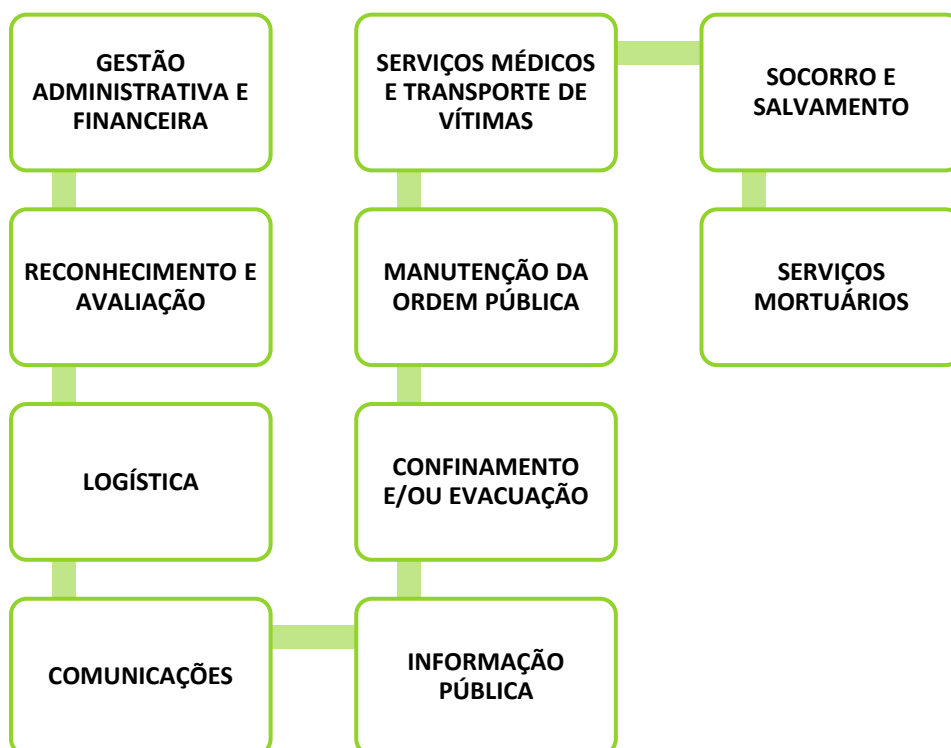 GESTÃO
ADMINISTRATIVA E
FINANCEIRA
RECONHECIMENTO E
AVALIAÇÃO
LOGÍSTICA
COMUNICAÇÕES
INFORMAÇÃO
PÚBLICA
CONFINAMENTO
E/OU EVACUAÇÃO
MANUTENÇÃO DA
ORDEM PÚBLICA
SERVIÇOS MÉDICOS
E TRANSPORTE DE
VÍTIMAS
SOCORRO E
SALVAMENTO
SERVIÇOS
MORTUÁRIOS